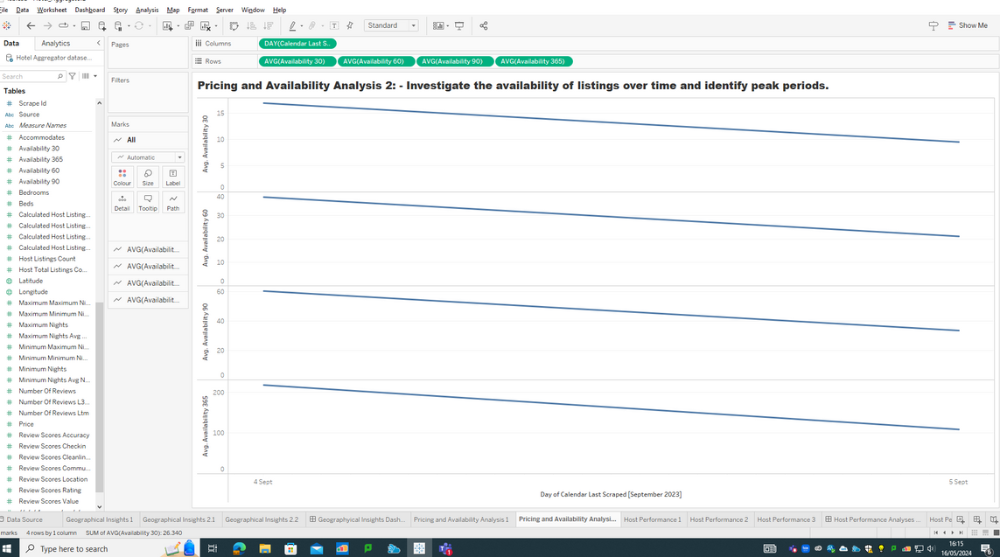 File Data Worksheet Dashboard Story Analysis Map Format Server Window Help
Standard
Show Me
Data Analytics
Pages
Columns DAY(Calendar Last S..
Hotel Aggregator datase...
Rows AVG(Availability 30) AVG(Availability 60) AVG(Availability 90) AVG(Availability 365)
Search
Filters
Pricing and Availability Analysis 2: - Investigate the availability of listings over time and identify peak periods.
Tables
Scrape Id
Abc Source
Abc Measure Names
Accommodates
Availability 30
Availability 365
Availability 60
Availability 90
Bedrooms
Beds
Calculated Host Listing...
Calculated Host Listing...
Calculated Host Listing...
Calculated Host Listing...
Host Listings Count
Host Total Listings Co...
Latitude
Longitude
Maximum Maximum Ni...
Maximum Minimum Ni...
Maximum Nights
Maximum Nights Avg ...
Minimum Maximum Ni...
Minimum Minimum Ni...
Minimum Nights
Minimum Nights Avg N...
Number Of Reviews
Number Of Reviews L3...
Number Of Reviews Ltm
Price
Review Scores Accuracy
Review Scores Checkin
Review Scores Cleanlin...
Review Scores Commu...
Review Scores Location
Review Scores Rating
Review Scores Value
Marks
All
Automatic
Colour Size Label
Detail Tooltip Path
AVG(Availabilit...
AVG(Availabilit...
AVG(Availabilit...
AVG(Availabilit...
Avg. Availability 30
15
10
5
0
Avg. Availability 60
40
30
20
10
0
Avg. Availability 90
60
40
20
0
Avg. Availability 365
200
100
0
4 Sept 5 Sept
Day of Calendar Last Scraped [September 2023]
Data Source Geographical Insights 1 Geographical Insights 2.1 Geographical Insights 2.2 Geographyical Insights Dash... Pricing and Availability Analysis 1 Pricing and Availability Analysi... Host Performance 1 Host Performance 2 Host Performance 3 Host Performance Analyses ... Host Pe
marks 4 rows by 1 column SUM of AVG(Availability 30): 26.340
Type here to search
16:15
16/05/2024